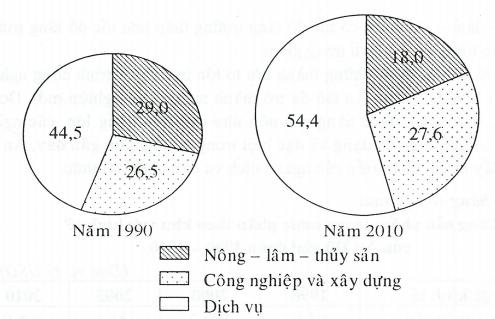 18,0
29,0
54,4
44,5
27,6
26,5
Năm 1990
Năm 2010
Nông – lâm – thủy sản
Công nghiệp và xây dựng
Dịch vụ